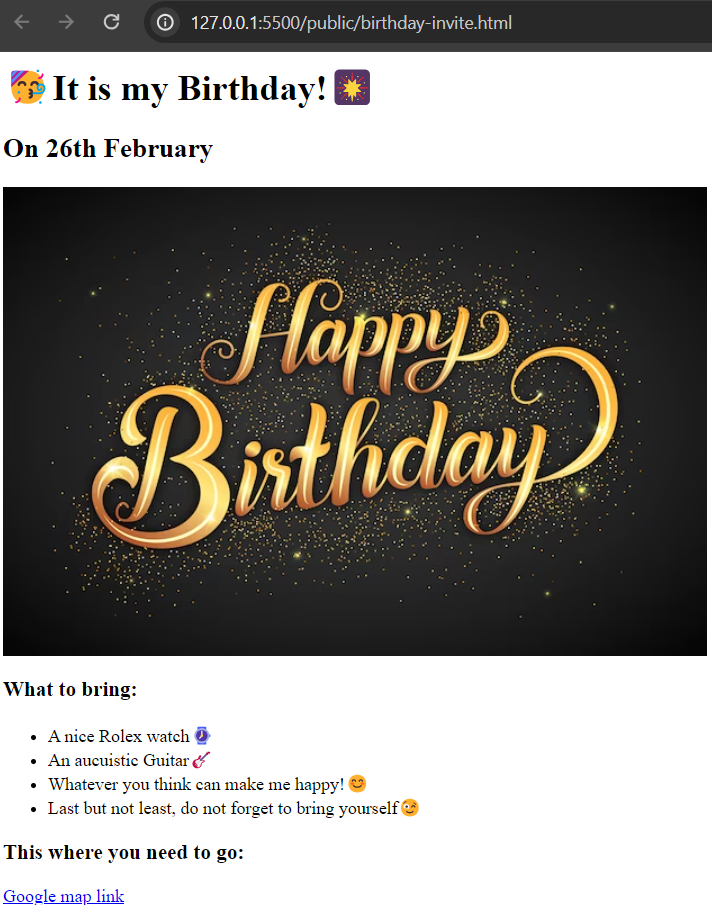 127.0.0.1:5500/public/birthday-invite.html
🥳It is my Birthday!🎆
On 26th February
Happy
Birthday
What to bring:
• A nice Rolex watch⌚
• An aucuistic Guitar🎸
• Whatever you think can make me happy!😊
• Last but not least, do not forget to bring yourself😉
This where you need to go:
Google map link